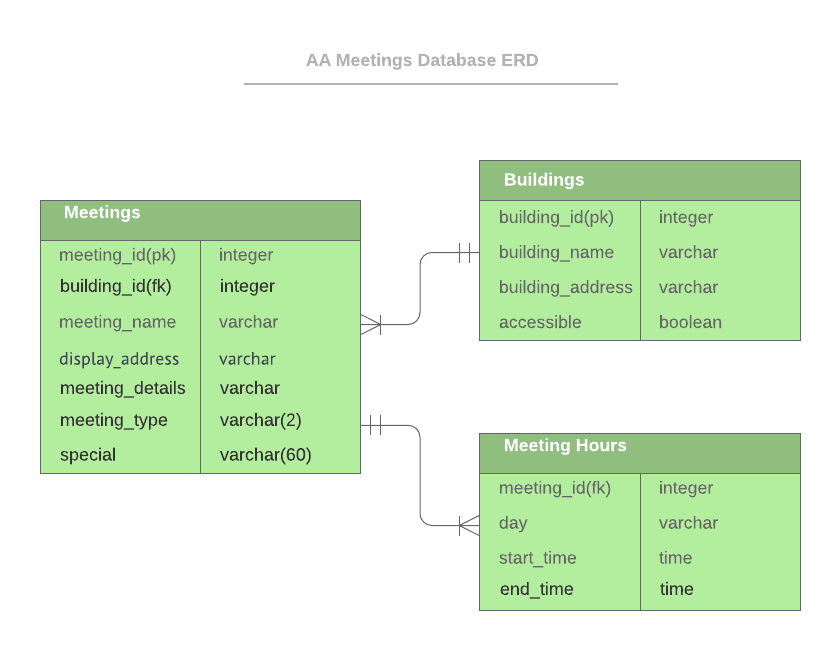 AA Meetings Database ERD
Meetings
meeting_id(pk) integer
building_id(fk) integer
meeting_name varchar
display_address varchar
meeting_details varchar
meeting_type varchar(2)
special varchar(60)
Buildings
building_id(pk) integer
building_name varchar
building_address varchar
accessible boolean
Meeting Hours
meeting_id(fk) integer
day varchar
start_time time
end_time time